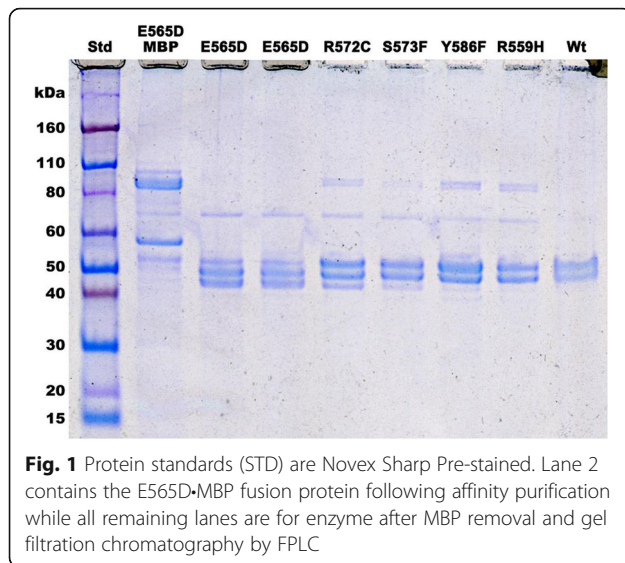 E565D
Std MBP E565D E565D R572C S573F Y586F R559H Wt
kDa
160
110
80
60
50
40
30
20
15
Fig. 1 Protein standards (STD) are Novex Sharp Pre-stained. Lane 2
contains the E565D•MBP fusion protein following affinity purification
while all remaining lanes are for enzyme after MBP removal and gel
filtration chromatography by FPLC